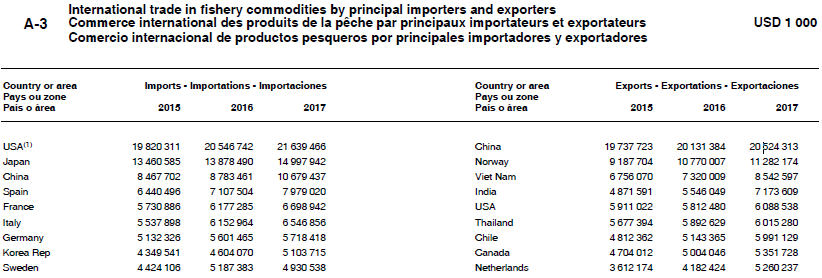 A-3
International trade in fishery commodities by principal importers and exporters
Commerce international des produits de la pêche par principaux importateurs et exportateurs
Comercio internacional de productos pesqueros por principales importadores y exportadores
USD 1 000
Country or area Imports - Importations - Importaciones Country or area Exports - Exportations - Exportaciones
Pays ou zone Pays ou zone
País o área 2015 2016 2017 País o área 2015 2016 2017
USA(1) 19 820 311 20 546 742 21 639 466 China 19 737 723 20 131 384 20 524 313
Japan 13 460 585 13 878 490 14 997 942 Norway 9 187 704 10 770 007 11 282 174
China 8 467 702 8 783 461 10 679 437 Viet Nam 6 756 070 7 320 009 8 542 597
Spain 6 440 496 7 107 504 7 979 020 India 4 871 591 5 546 049 7 173 609
France 5 730 886 6 177 285 6 698 942 USA 5 911 022 5 812 480 6 088 538
Italy 5 537 898 6 152 964 6 546 856 Thailand 5 677 394 5 892 629 6 015 280
Germany 5 132 326 5 601 465 5 718 418 Chile 4 812 362 5 143 365 5 991 129
Korea Rep 4 349 541 4 604 070 5 103 715 Canada 4 704 012 5 004 046 5 351 728
Sweden 4 424 106 5 187 383 4 930 538 Netherlands 3 612 174 4 182 424 5 260 237